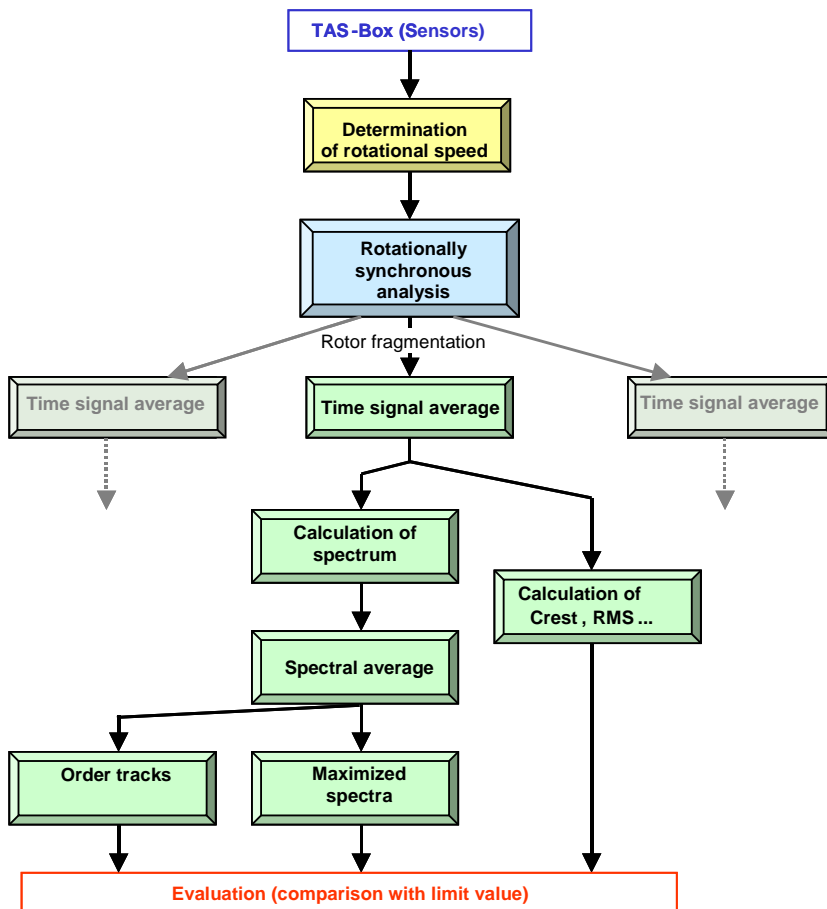 TAS-Box (Sensors)
Determination
of rotational speed
Rotationally
synchronous
analysis
Rotor fragmentation
Time signal average
Time signal average
Time signal average
Calculation of
spectrum
Calculation of
Crest , RMS ...
Spectral average
Order tracks
Maximized
spectra
Evaluation (comparison with limit value)